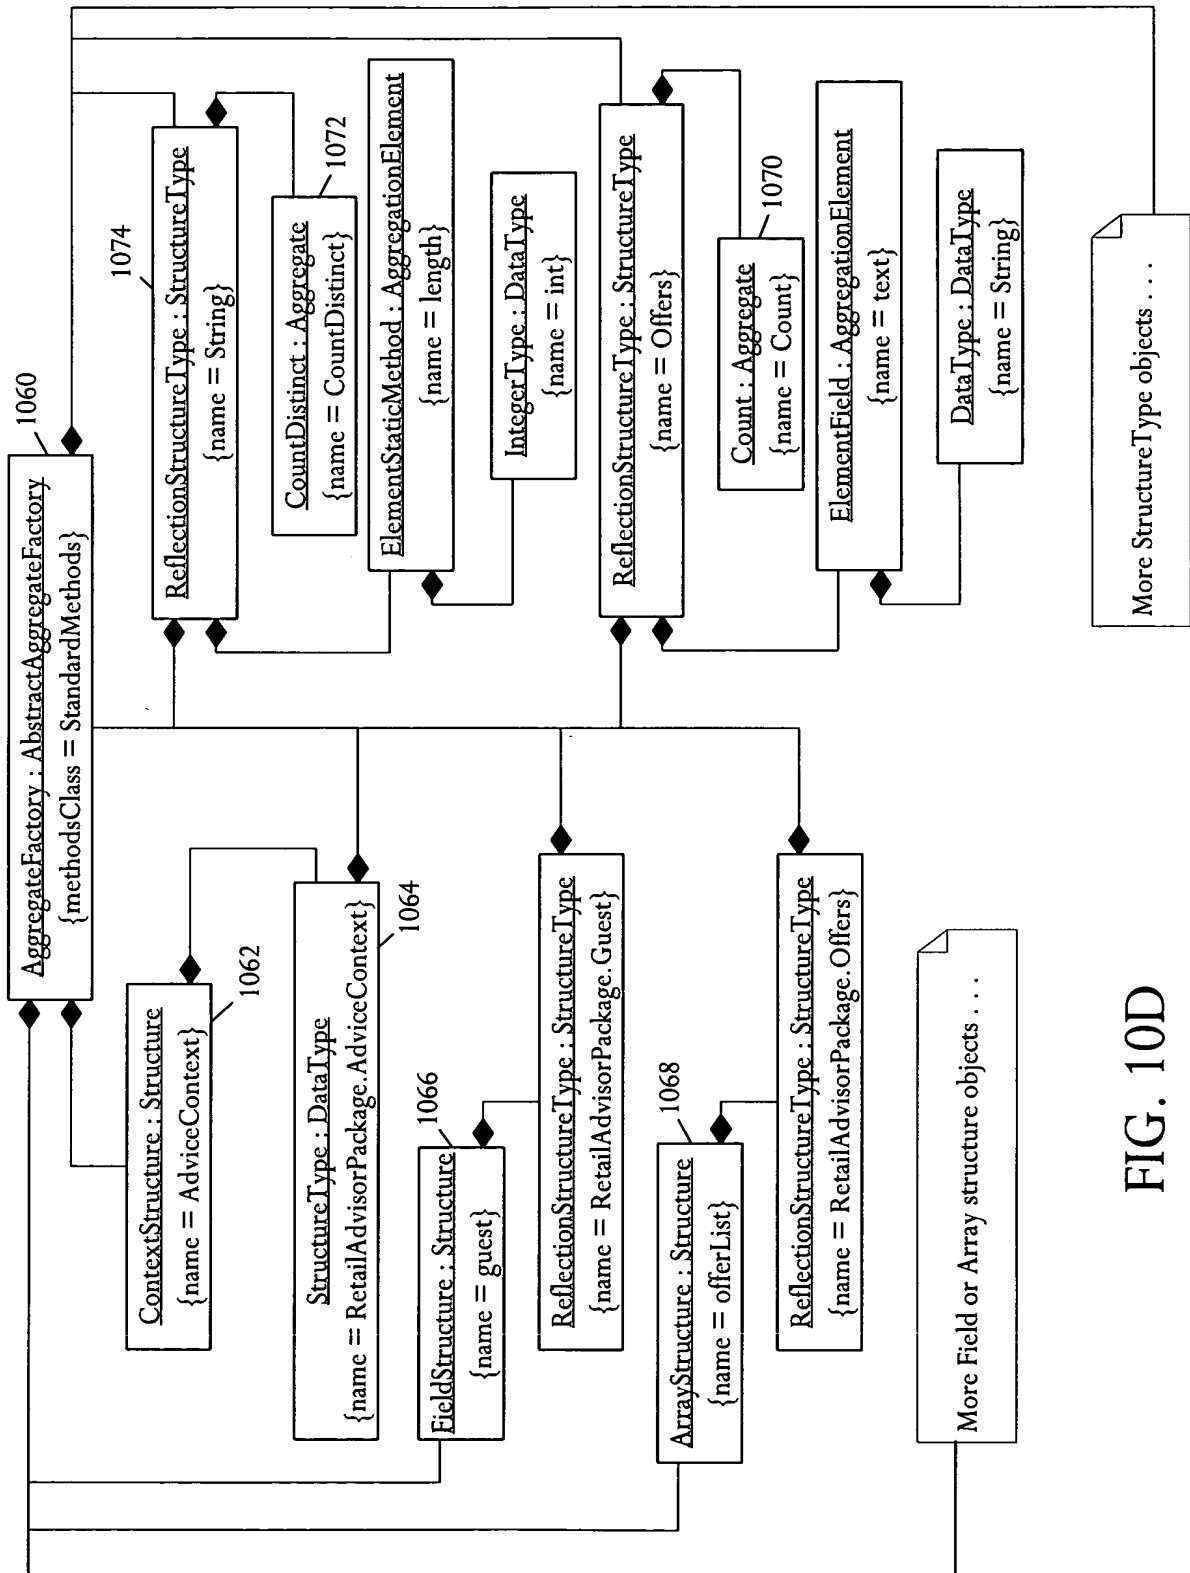 AggregateFactory : AbstractAggregateFactory
{methodsClass = StandardMethods}
1060
ContextStructure : Structure
{name = AdviceContext}
1062
StructureType : DataType
{name = RetailAdvisorPackage.AdviceContext}
1064
FieldStructure : Structure
{name = guest}
1066
ReflectionStructureType : StructureType
{name = RetailAdvisorPackage.Guest}
ArrayStructure : Structure
{name = offerList}
1068
ReflectionStructureType : StructureType
{name = RetailAdvisorPackage.Offers}
More Field or Array structure objects . . . .
ReflectionStructureType : StructureType
{name = String}
1074
CountDistinct : Aggregate
{name = CountDistinct}
1072
ElementStaticMethod : AggregationElement
{name = length}
IntegerType : DataType
{name = int}
ReflectionStructureType : StructureType
{name = Offers}
Count : Aggregate
{name = Count}
1070
ElementField : AggregationElement
{name = text}
DataType : DataType
{name = String}
More StructureType objects . . . .
FIG. 10D